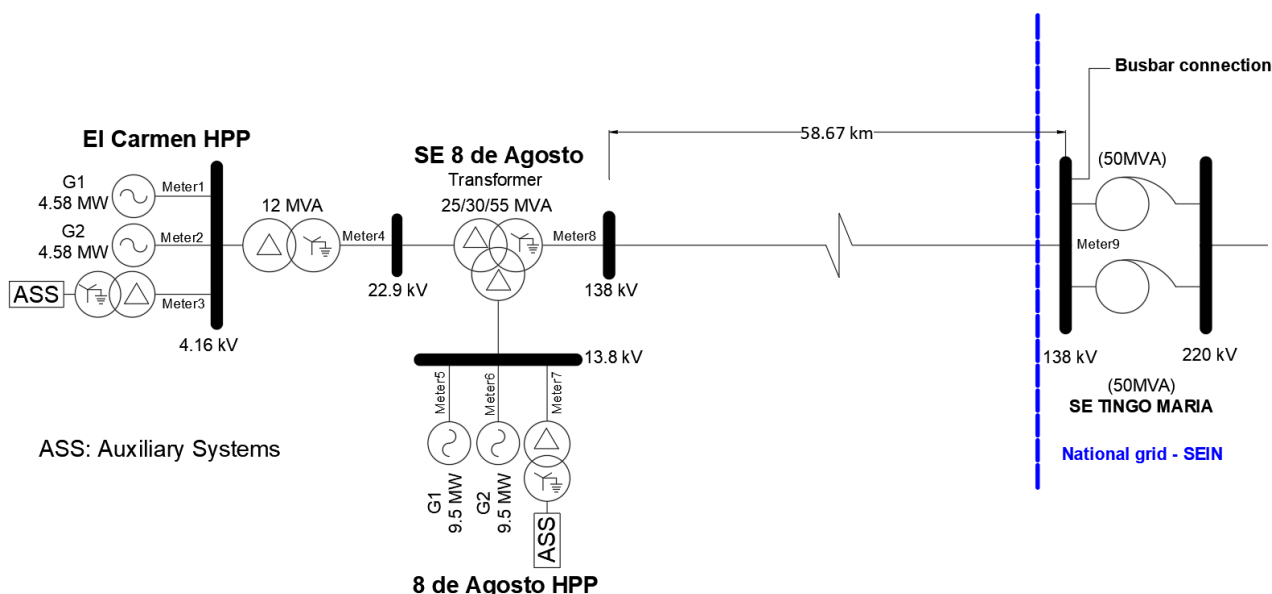 Busbar connection
58.67 km
El Carmen HPP
SE 8 de Agosto
Transformer
25/30/55 MVA
(50MVA)
G1
4.58 MW
Meter1
12 MVA
G2
4.58 MW
Meter2
Meter4
Meter8
Meter9
ASS
Meter3
22.9 kV
138 kV
4.16 kV
13.8 kV
138 kV
220 kV
Meter5
Meter6
Meter7
(50MVA)
SE TINGO MARIA
ASS: Auxiliary Systems
National grid - SEIN
G1
9.5 MW
G2
9.5 MW
ASS
8 de Agosto HPP